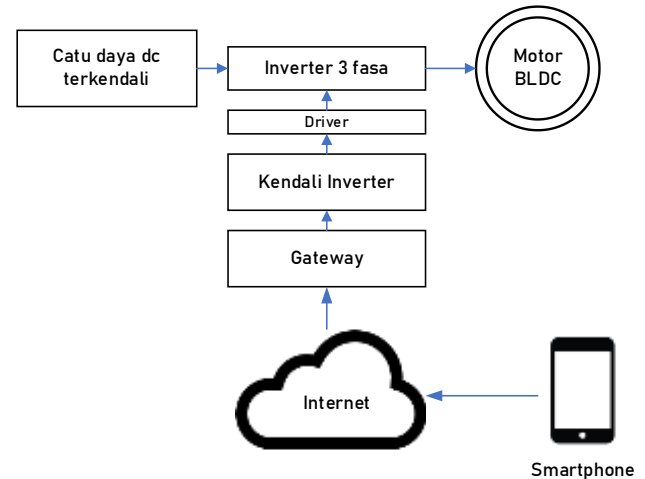 Catu daya dc
terkendali
Inverter 3 fasa
Motor
BLDC
Driver
Kendali Inverter
Gateway
Internet
Smartphone